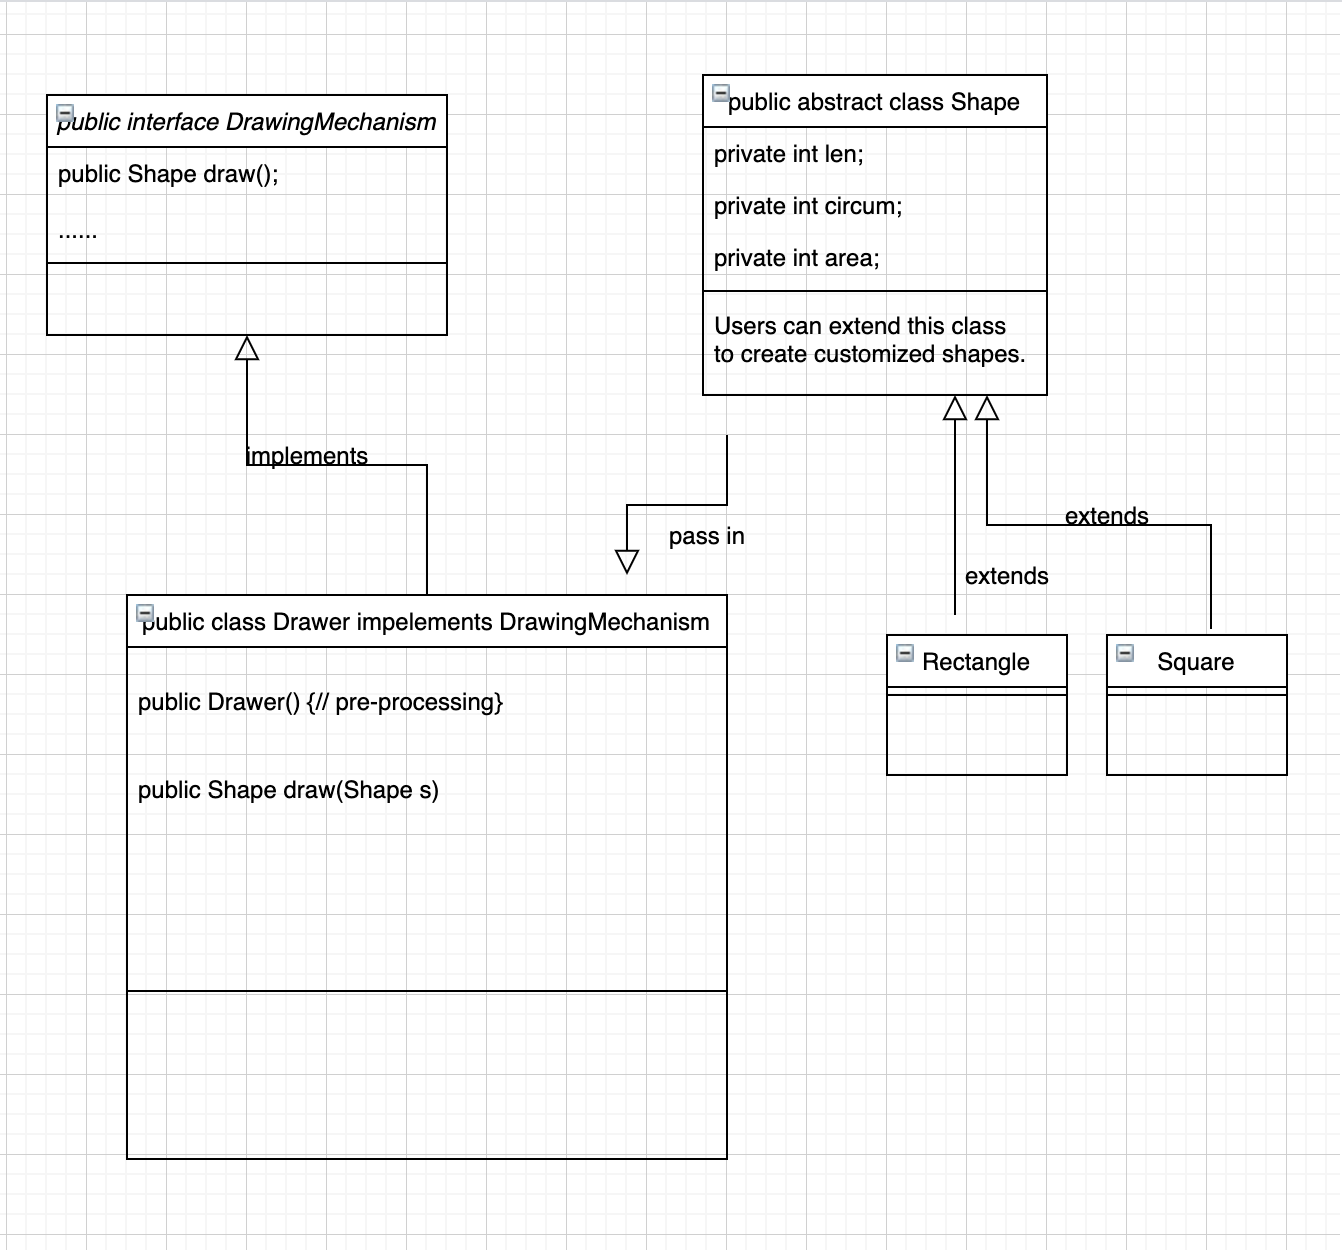 public interface DrawingMechanism
public Shape draw();
......
public abstract class Shape
private int len;
private int circum;
private int area;
Users can extend this class
to create customized shapes.
implements
pass in
extends
extends
public class Drawer impelements DrawingMechanism
public Drawer() {// pre-processing}
public Shape draw(Shape s)
Rectangle
Square